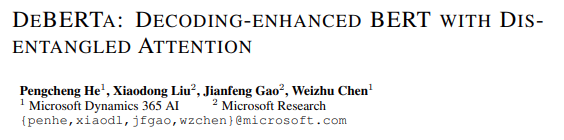 DEBERTA: DECODING-ENHANCED BERT WITH DIS-
ENTANGLED ATTENTION
Pengcheng He¹, Xiaodong Liu², Jianfeng Gao², Weizhu Chen¹
¹ Microsoft Dynamics 365 AI ² Microsoft Research
{penhe,xiaodl,jfgao,wzchen}@microsoft.com